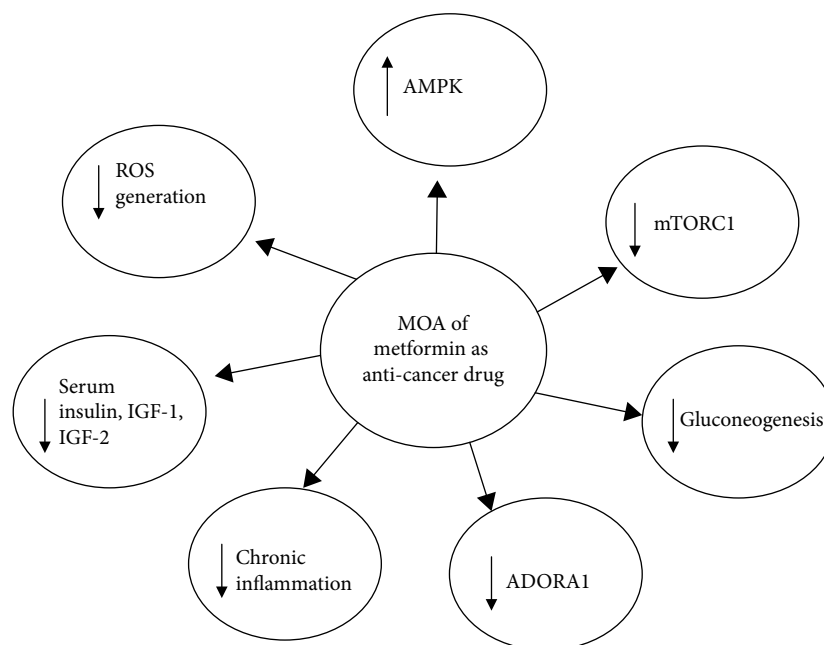 AMPK
ROS
generation
mTORC1
MOA of
metformin as
anti-cancer drug
Serum
insulin, IGF-1,
IGF-2
Gluconeogenesis
Chronic
inflammation
ADORA1